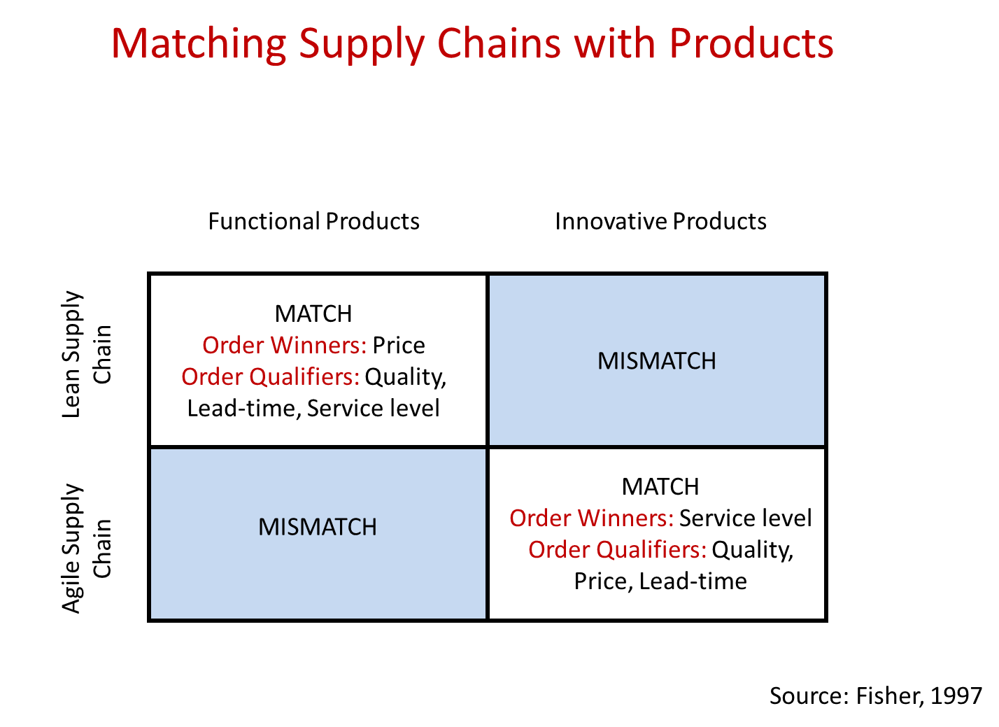 Matching Supply Chains with Products
Functional Products
Innovative Products
Lean Supply
Chain
MATCH
Order Winners: Price
Order Qualifiers: Quality,
Lead-time, Service level
MISMATCH
Agile Supply
Chain
MISMATCH
MATCH
Order Winners: Service level
Order Qualifiers: Quality,
Price, Lead-time
Source: Fisher, 1997